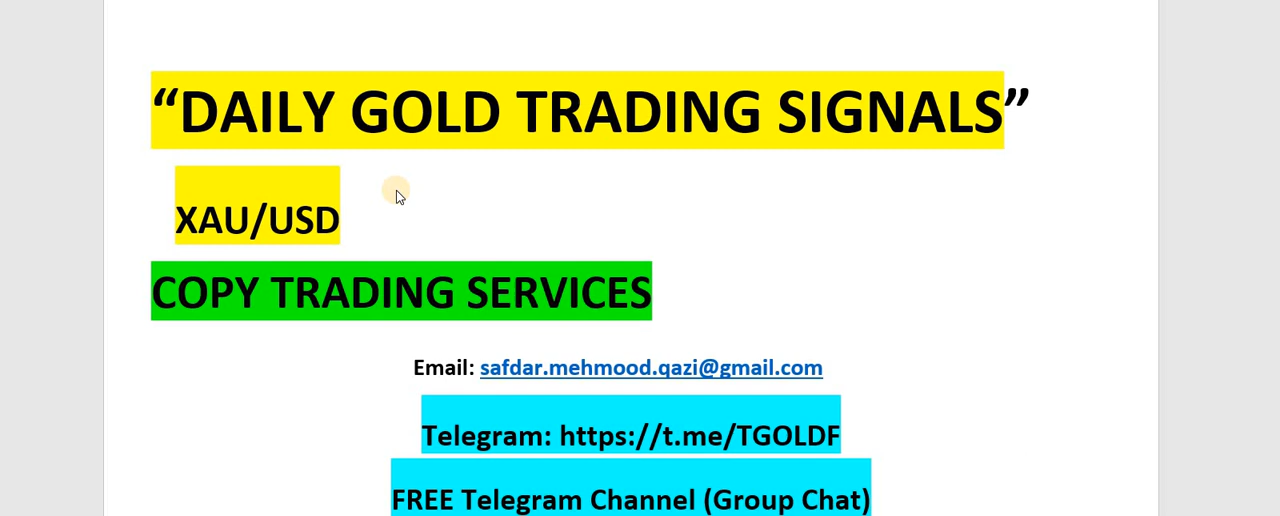 “DAILY GOLD TRADING SIGNALS”
XAU/USD
COPY TRADING SERVICES
Email: safdar.mehmood.qazi@gmail.com
Telegram: https://t.me/TGOLDF
FREE Telegram Channel (Group Chat)